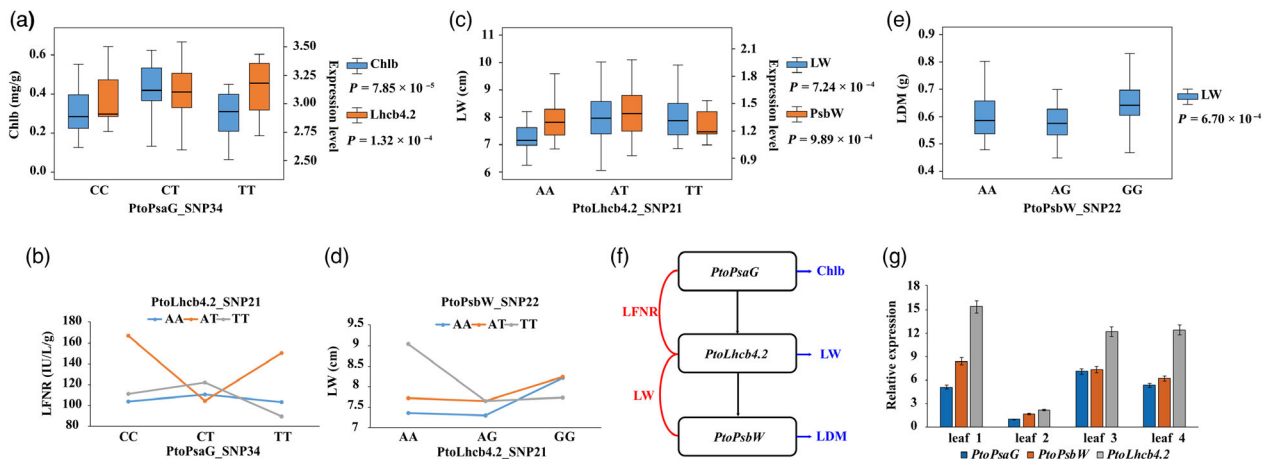 (a)
Chlb (mg/g)
0.6
0.4
0.2
0.0
3.50
3.25
3.00
2.75
2.50
Expression level
CC CT TT
PtoPsaG_SNP34
Chlb
P = 7.85 × 10⁻⁵
Lhcb4.2
P = 1.32 × 10⁻⁴
(c)
LW (cm)
11
10
9
8
7
6
2.1
1.8
1.5
1.2
0.9
Expression level
AA AT TT
PtoLhcb4.2_SNP21
LW
P = 7.24 × 10⁻⁴
PsbW
P = 9.89 × 10⁻⁴
(e)
LDM (g)
0.9
0.8
0.7
0.6
0.5
0.4
AA AG GG
PtoPsbW_SNP22
LW
P = 6.70 × 10⁻⁴
(b)
PtoLhcb4.2_SNP21
AA AT TT
LFNR (IU/L/g)
180
160
140
120
100
80
CC CT TT
PtoPsaG_SNP34
(d)
PtoPsbW_SNP22
AA AT TT
LW (cm)
9.5
9
8.5
8
7.5
7
AA AG GG
PtoLhcb4.2_SNP21
(f)
PtoPsaG Chlb
LFNR
PtoLhcb4.2 LW
LW
PtoPsbW LDM
(g)
Relative expression
18
15
12
9
6
3
0
leaf 1 leaf 2 leaf 3 leaf 4
PtoPsaG PtoPsbW PtoLhcb4.2